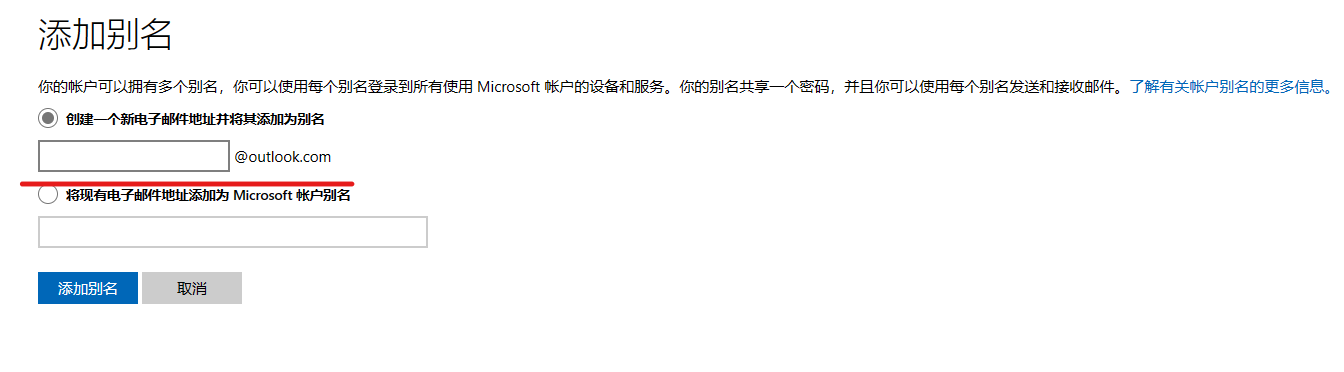 添加别名
你的帐户可以拥有多个别名，你可以使用每个别名登录到所有使用 Microsoft 帐户的设备和服务。你的别名共享一个密码，并且你可以使用每个别名发送和接收邮件。了解有关帐户别名的更多信息。
创建一个新电子邮件地址并将其添加为别名
@outlook.com
将现有电子邮件地址添加为 Microsoft 帐户别名
添加别名 取消